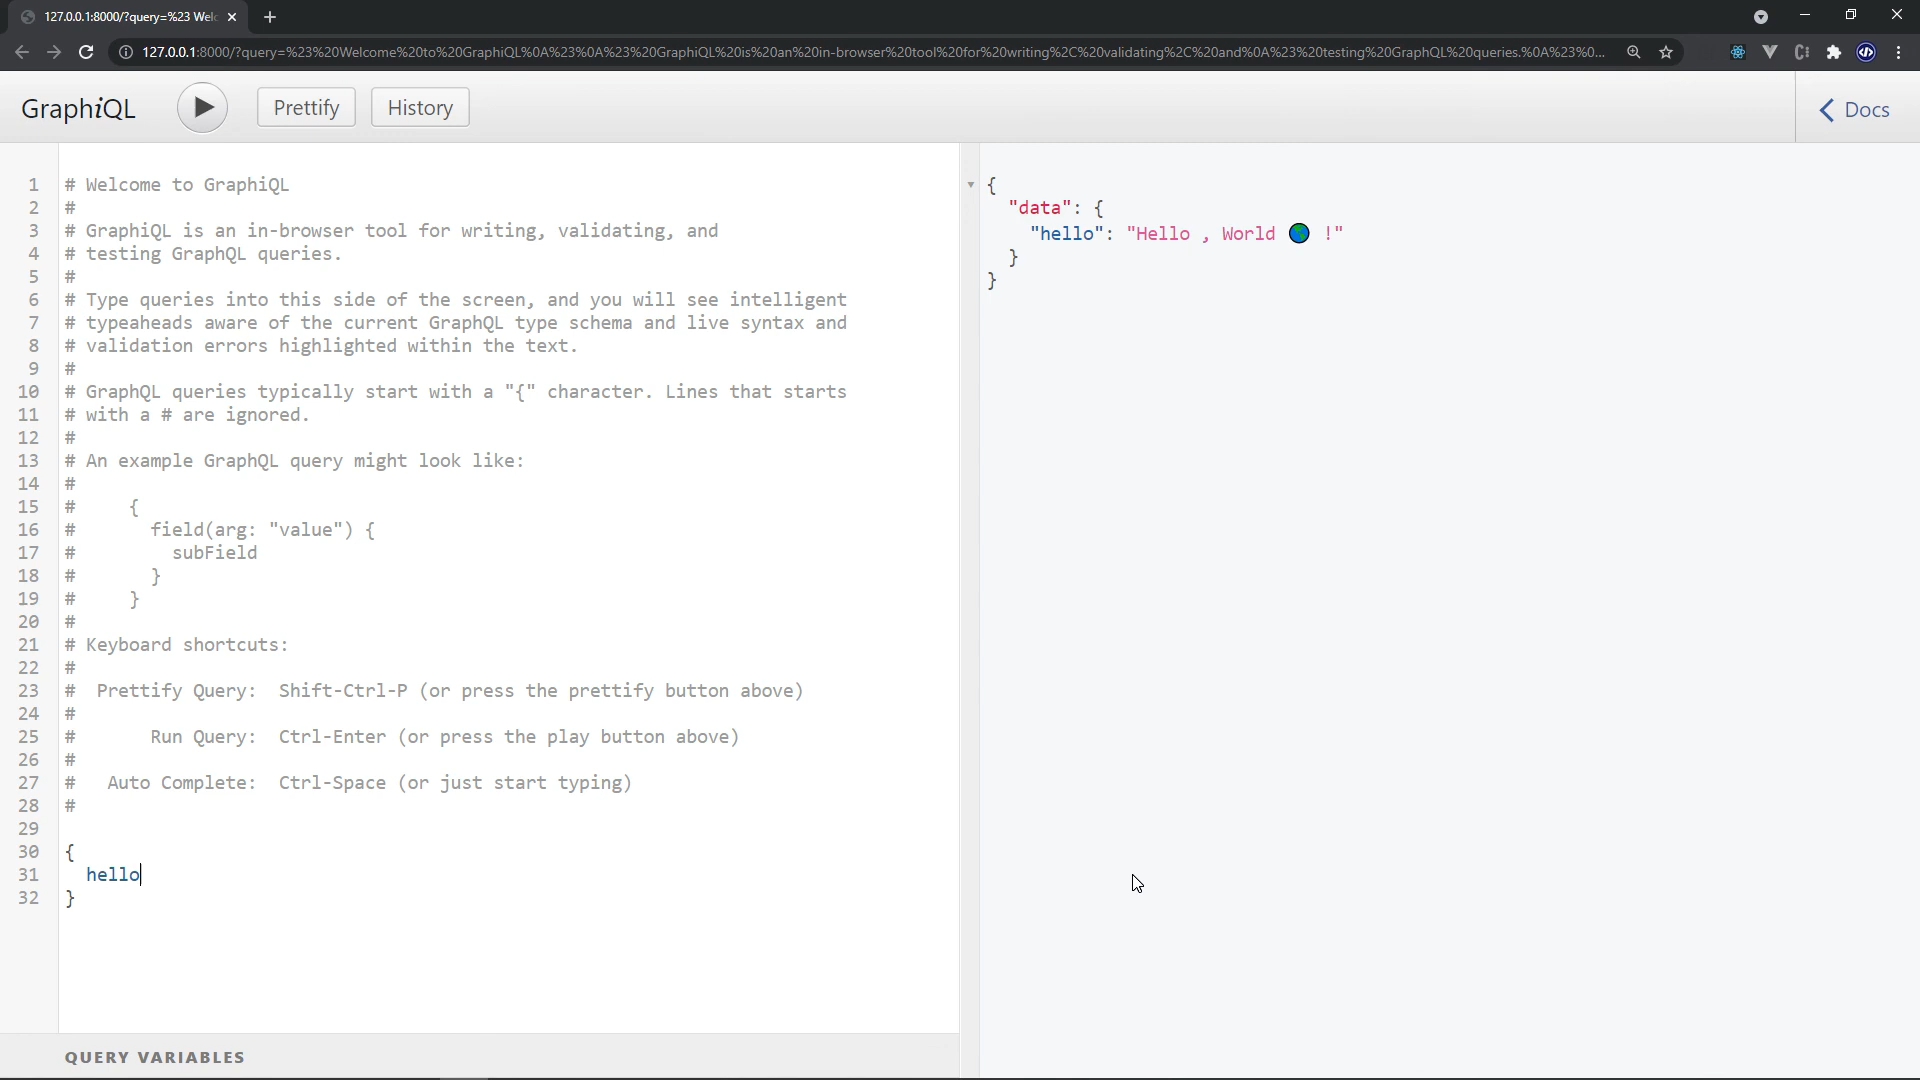 127.0.0.1:8000/?query=%23 Welc
127.0.0.1:8000/?query=%23%20Welcome%20to%20GraphiQL%0A%23%0A%23%20GraphiQL%20is%20an%20in-browser%20tool%20for%20writing%2C%20validating%2C%20and%0A%23%20testing%20GraphQL%20queries.%0A%23%0...
GraphiQL
Prettify
History
Docs
1 # Welcome to GraphiQL
2 #
3 # GraphiQL is an in-browser tool for writing, validating, and
4 # testing GraphQL queries.
5 #
6 # Type queries into this side of the screen, and you will see intelligent
7 # typeaheads aware of the current GraphQL type schema and live syntax and
8 # validation errors highlighted within the text.
9 #
10 # GraphQL queries typically start with a "{" character. Lines that starts
11 # with a # are ignored.
12 #
13 # An example GraphQL query might look like:
14 #
15 #     {
16 #       field(arg: "value") {
17 #         subField
18 #       }
19 #     }
20 #
21 # Keyboard shortcuts:
22 #
23 #  Prettify Query:  Shift-Ctrl-P (or press the prettify button above)
24 #
25 #       Run Query:  Ctrl-Enter (or press the play button above)
26 #
27 #   Auto Complete:  Ctrl-Space (or just start typing)
28 #
29
30 {
31   hello
32 }
QUERY VARIABLES
{
  "data": {
    "hello": "Hello , World 🌎 !"
  }
}